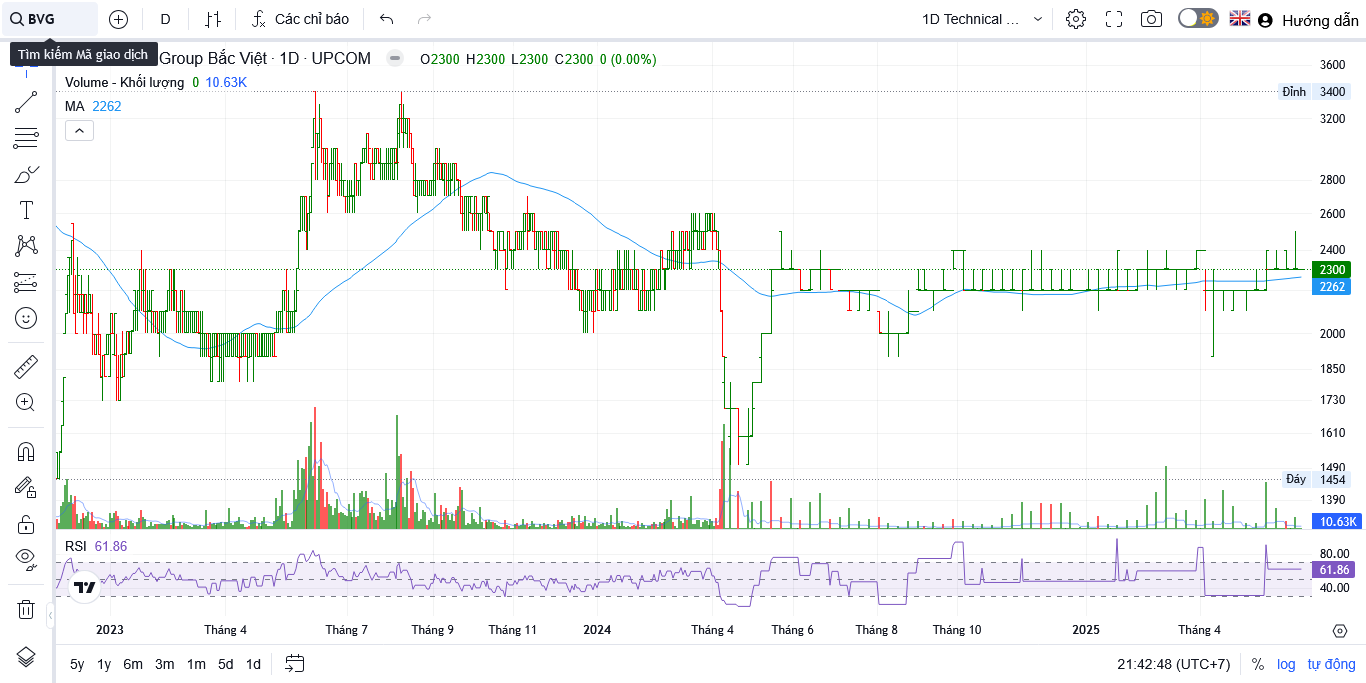 BVG
D
Các chỉ báo
1D Technical ...
Hướng dẫn
Tìm kiếm Mã giao dịch
Group Bắc Việt · 1D · UPCOM
O2300 H2300 L2300 C2300 0 (0.00%)
Volume - Khối lượng 0 10.63K
MA 2262
3600
Đỉnh 3400
3200
2800
2600
2400
2300
2262
2000
1850
1730
1610
1490
Đáy 1454
1390
10.63K
RSI 61.86
80.00
61.86
40.00
2023 Tháng 4 Tháng 7 Tháng 9 Tháng 11 2024 Tháng 4 Tháng 6 Tháng 8 Tháng 10 2025 Tháng 4
5y 1y 6m 3m 1m 5d 1d
21:42:48 (UTC+7) % log tự động